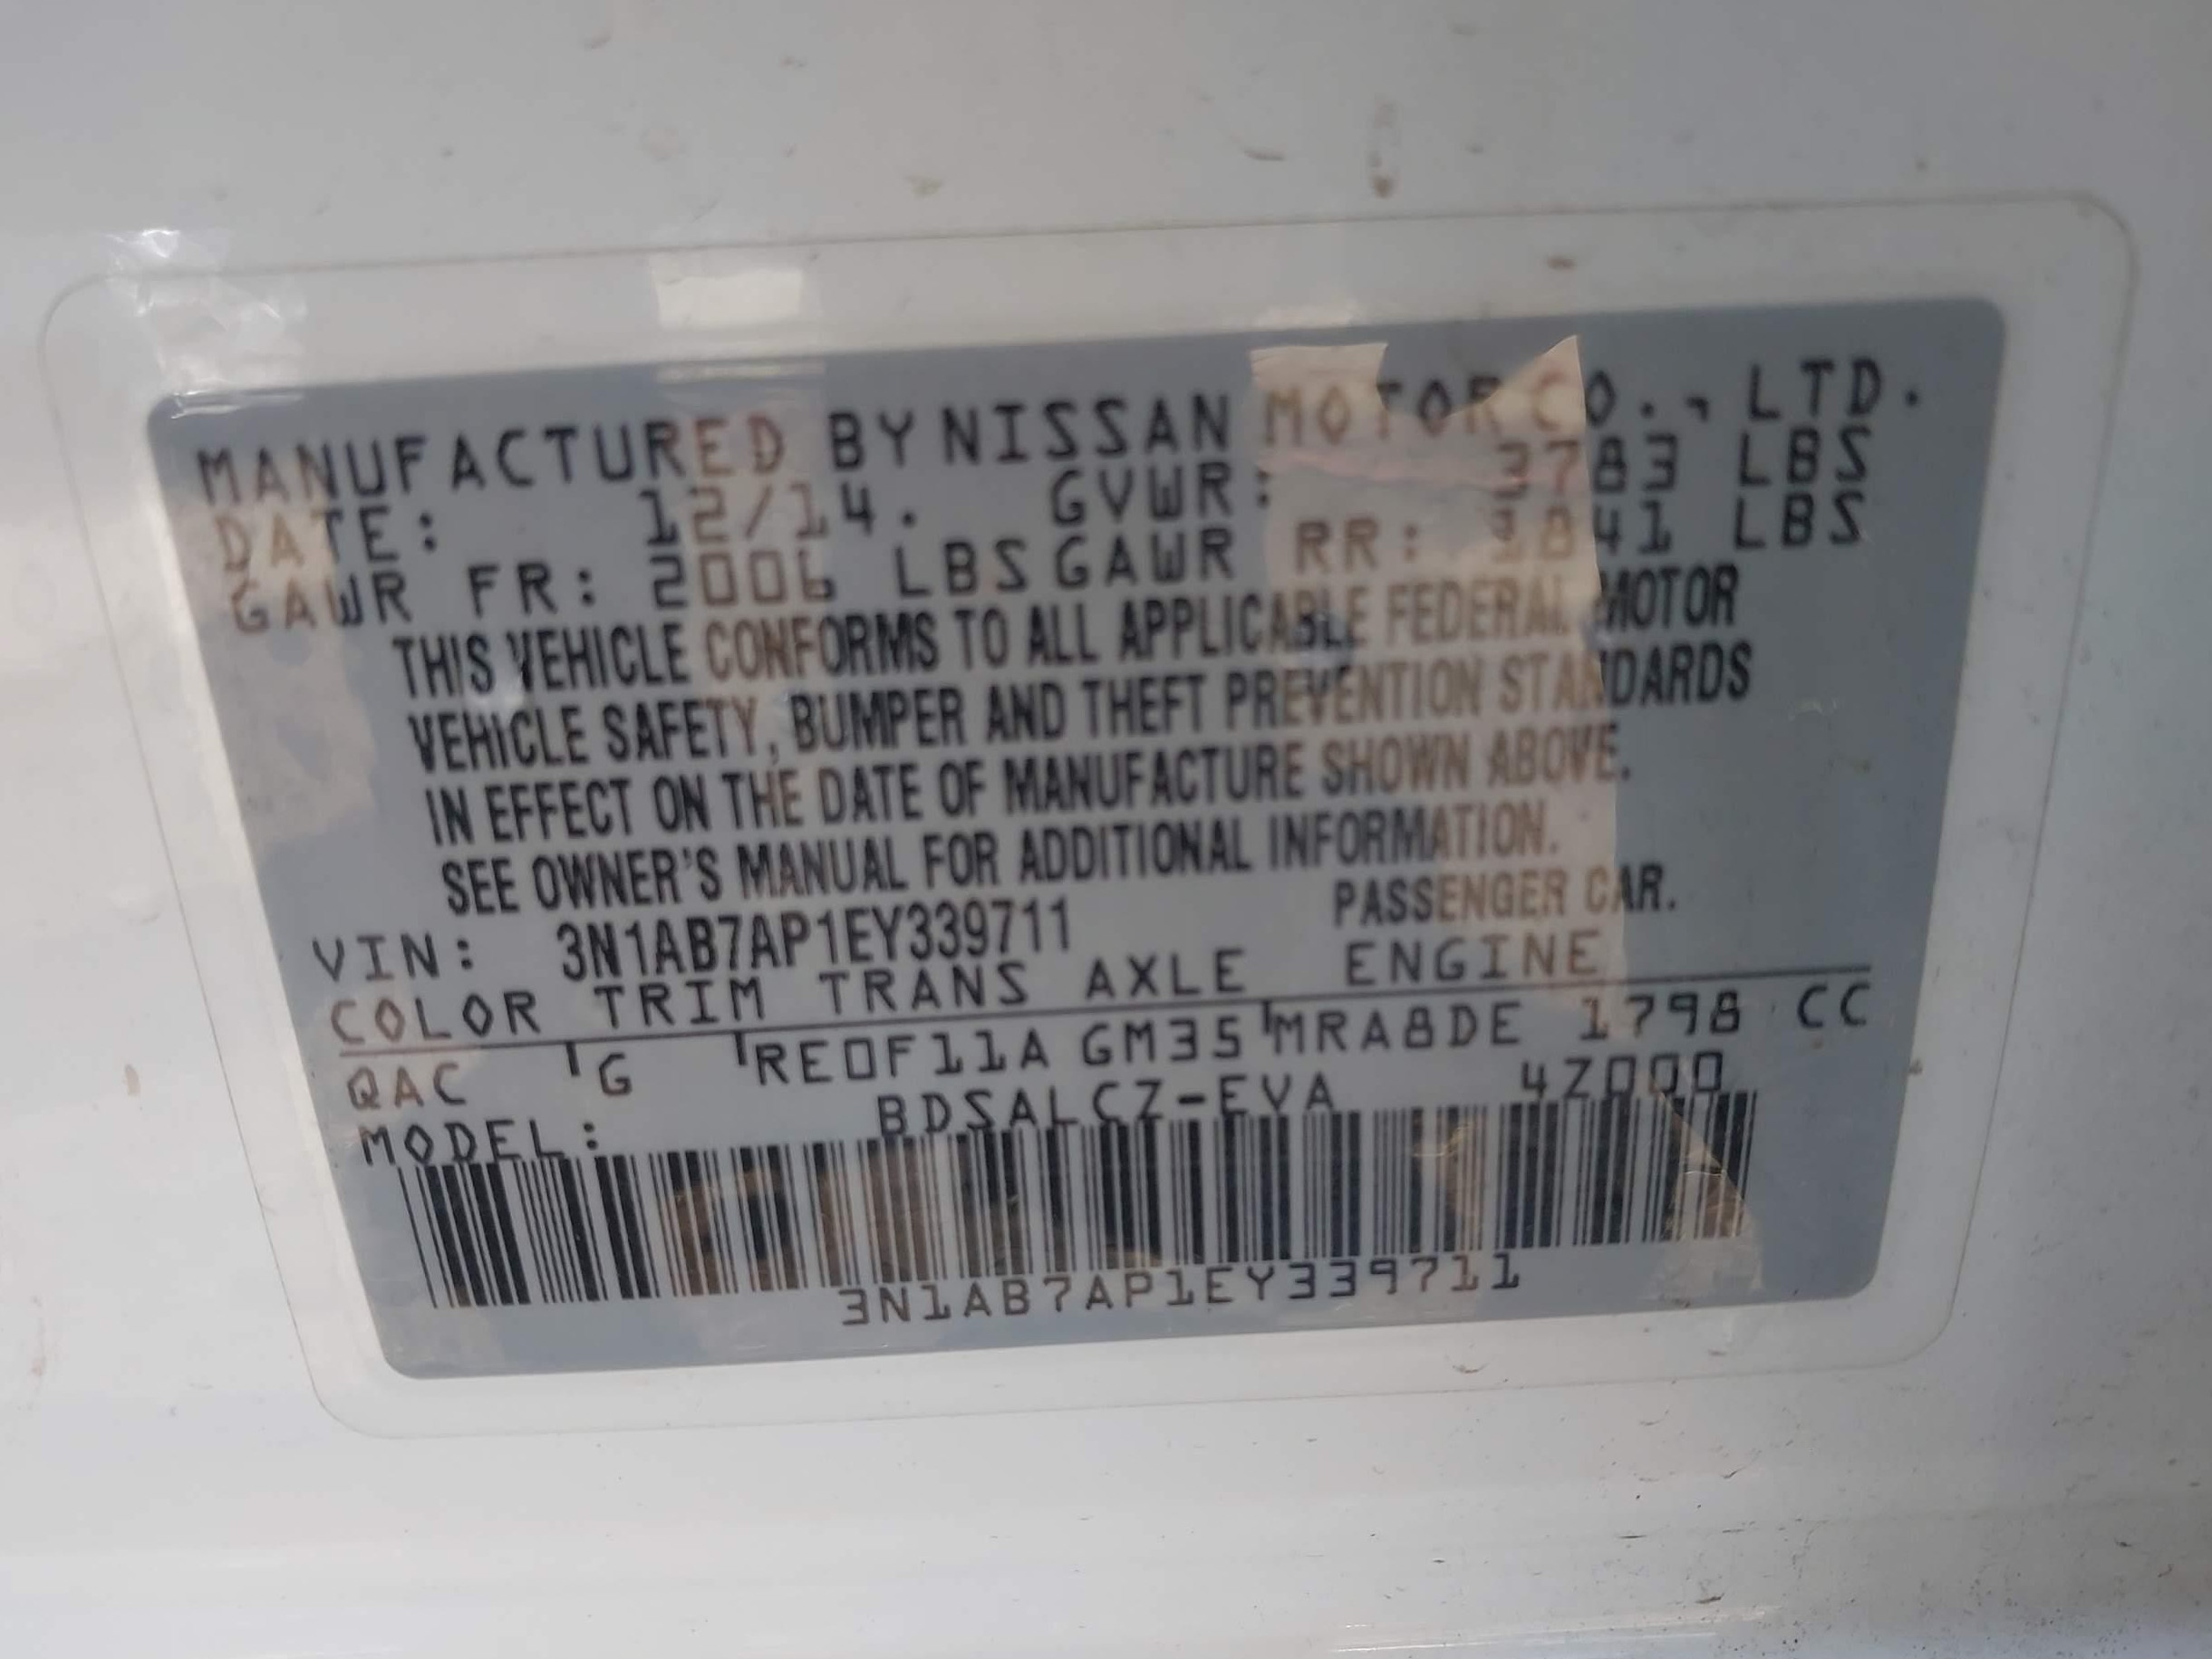 MANUFACTURED BY NISSAN MOTOR CO., LTD.
DATE: 12/14. GVWR: 3783 LBS
GAWR FR: 2006 LBS GAWR RR: 1841 LBS
THIS VEHICLE CONFORMS TO ALL APPLICABLE FEDERAL MOTOR
VEHICLE SAFETY, BUMPER AND THEFT PREVENTION STANDARDS
IN EFFECT ON THE DATE OF MANUFACTURE SHOWN ABOVE.
SEE OWNER'S MANUAL FOR ADDITIONAL INFORMATION.
VIN: 3N1AB7AP1EY339711 PASSENGER CAR.
COLOR TRIM TRANS AXLE ENGINE
QAC G RE0F11A GM35 MRA8DE 1798 CC
MODEL: BDSALCZ-EVA 4Z000
3N1AB7AP1EY339711